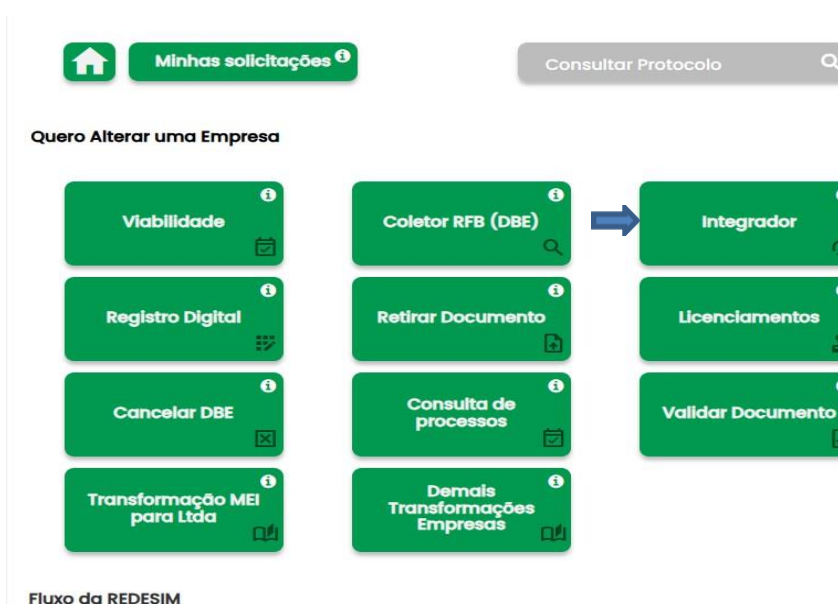 Minhas solicitações
Consultar Protocolo
Quero Alterar uma Empresa
Viabilidade
Coletor RFB (DBE)
Integrador
Registro Digital
Retirar Documento
Licenciamentos
Cancelar DBE
Consulta de
processos
Validar Documento
Transformação MEI
para Ltda
Demais
Transformações
Empresas
Fluxo da REDESIM